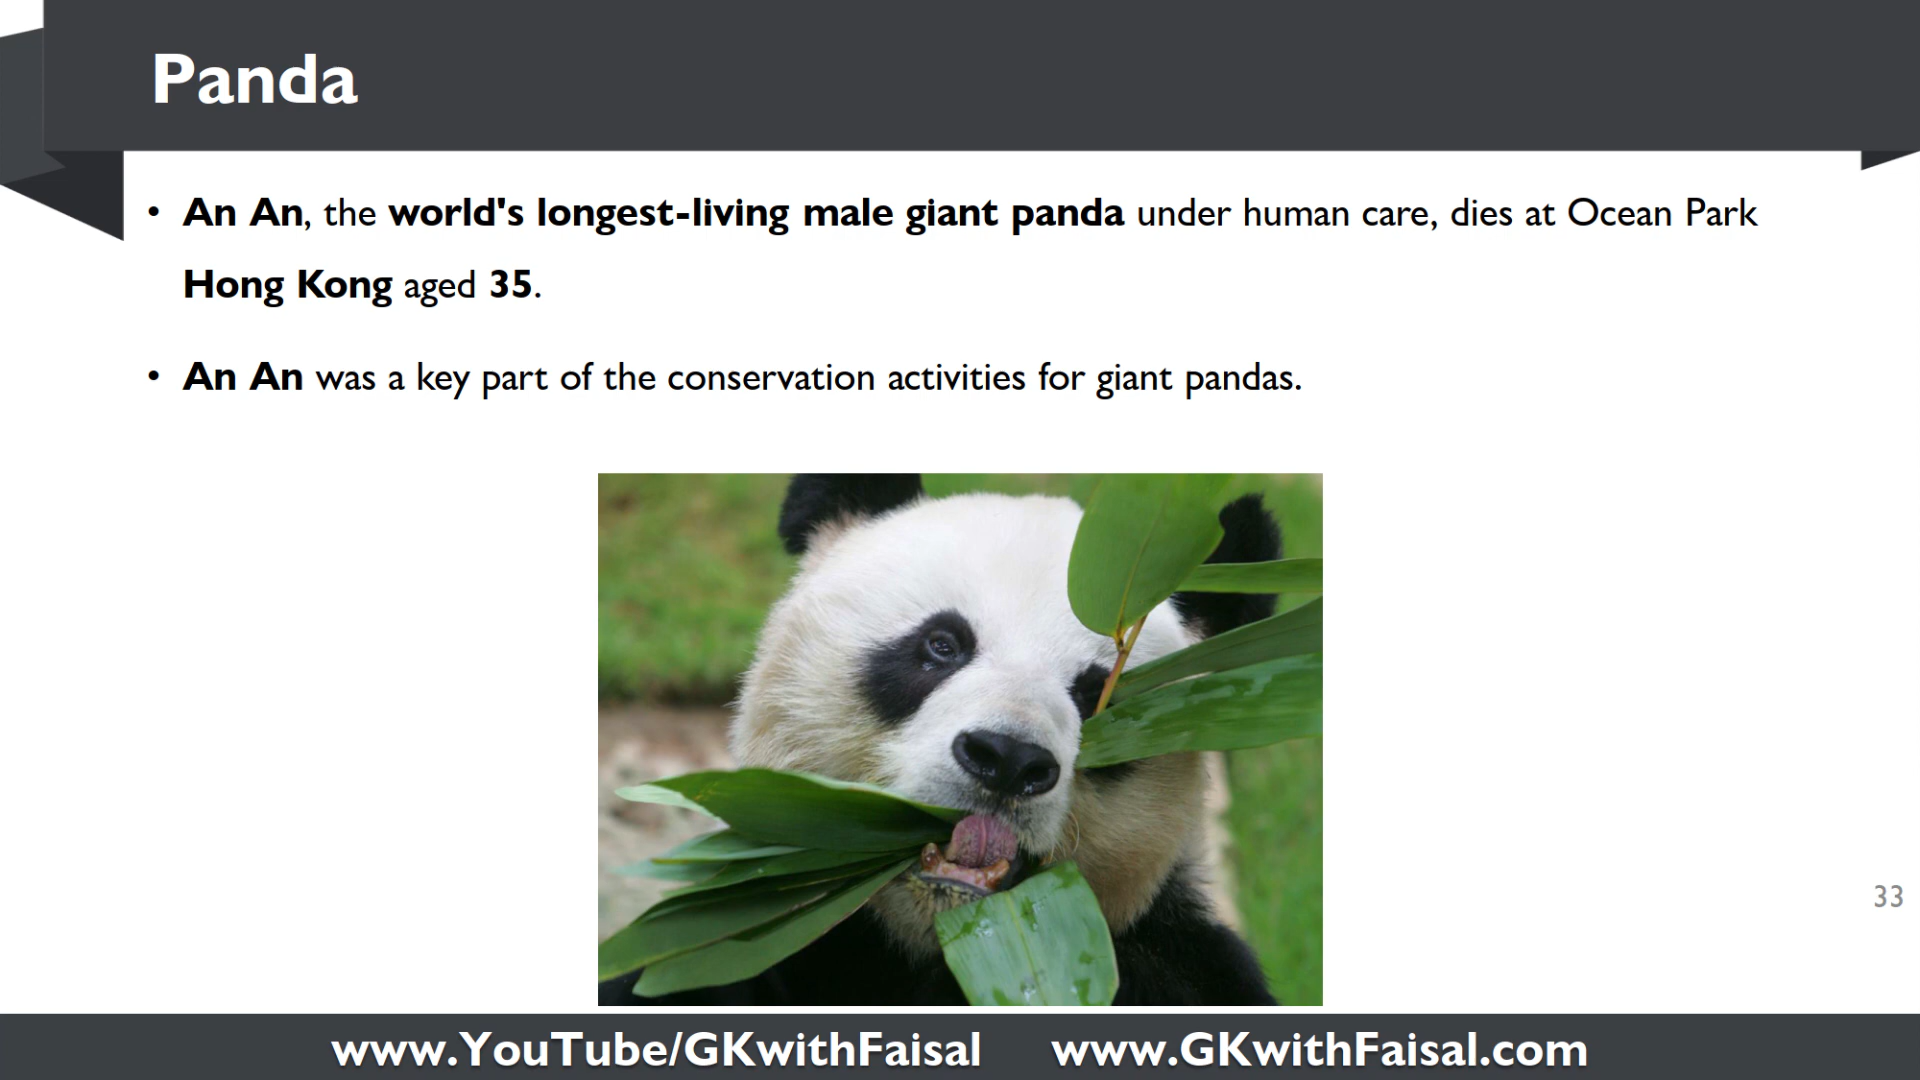 Panda
• An An, the world's longest-living male giant panda under human care, dies at Ocean Park
Hong Kong aged 35.
• An An was a key part of the conservation activities for giant pandas.
33
www.YouTube/GKwithFaisal www.GKwithFaisal.com